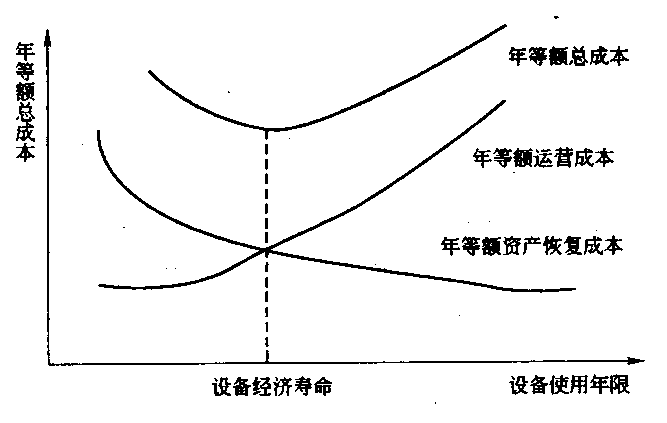 年等额总成本
年等额总成本
年等额运营成本
年等额资产恢复成本
设备经济寿命
设备使用年限